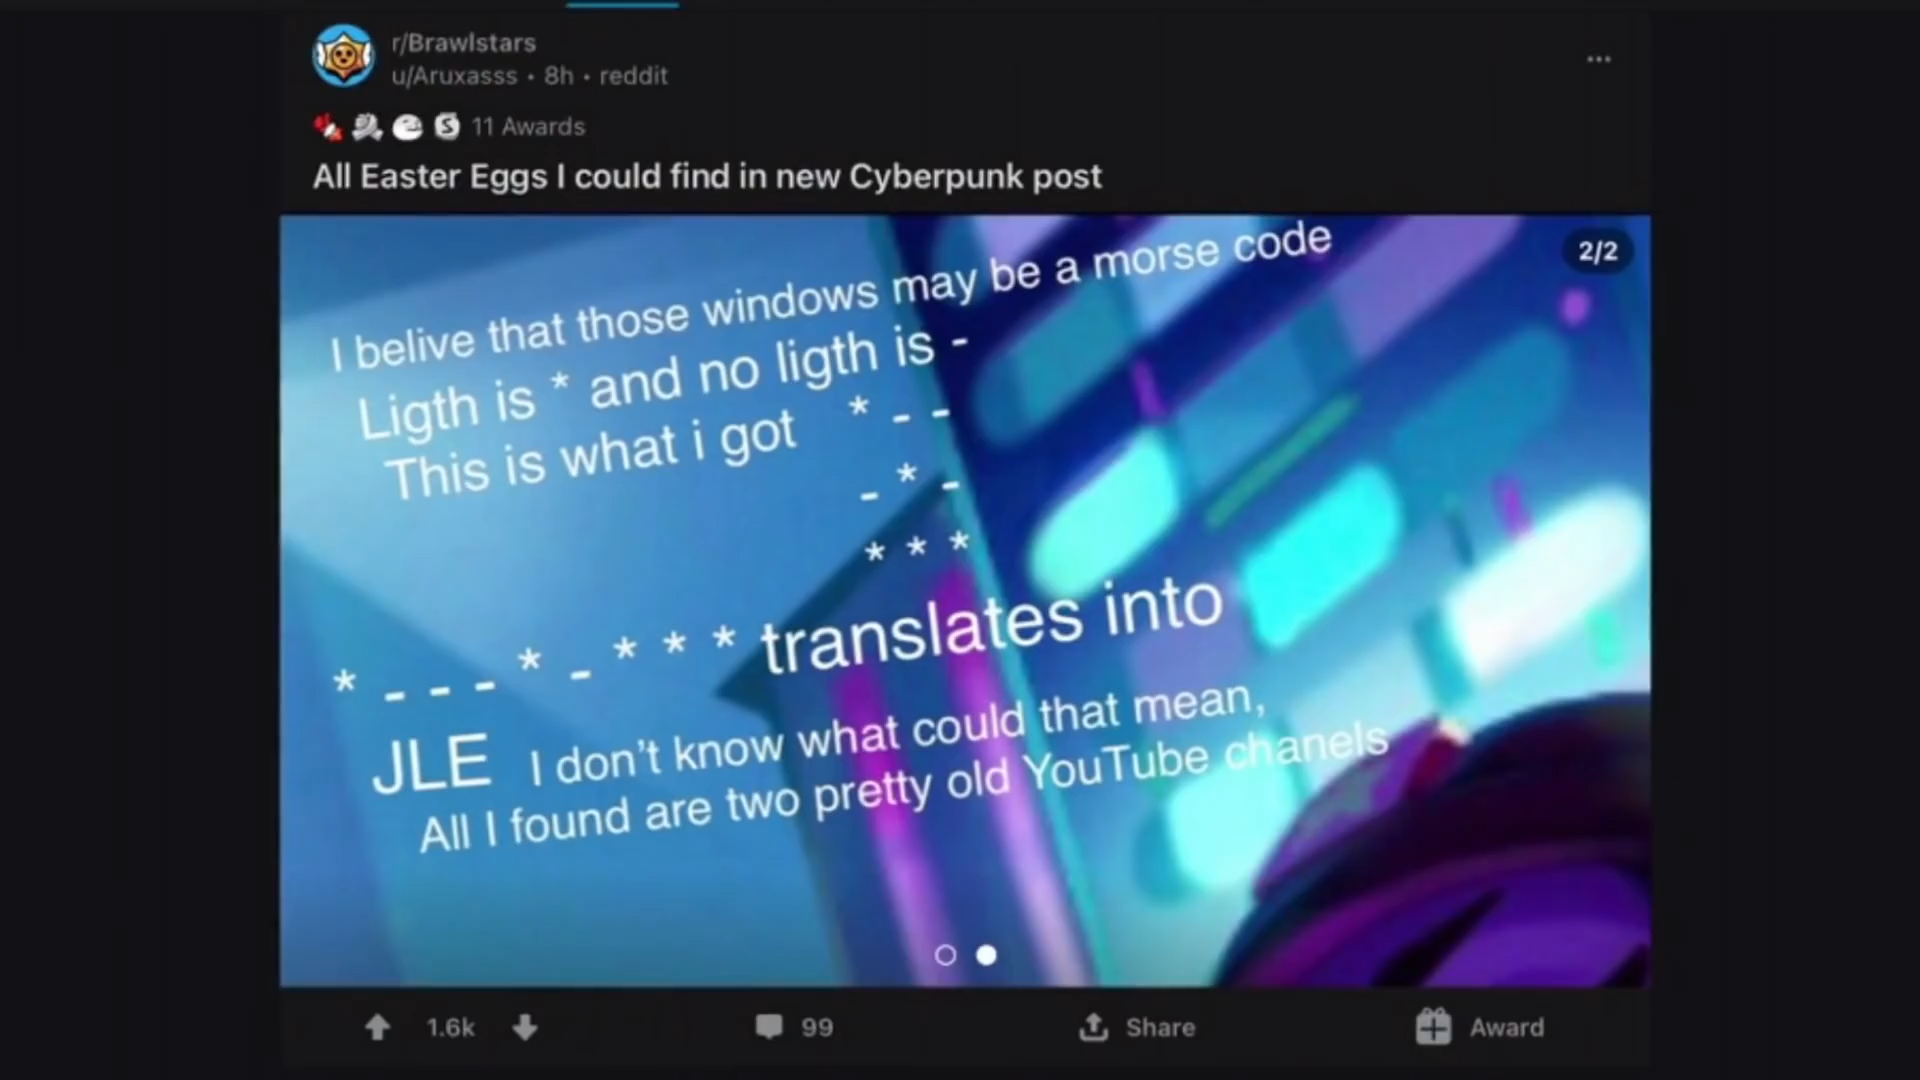 r/Brawlstars
u/Aruxasss • 8h • reddit
11 Awards
All Easter Eggs I could find in new Cyberpunk post
2/2
I belive that those windows may be a morse code
Ligth is * and no ligth is -
This is what i got * - -
- * -
* * *
* - - - * - * * * translates into
JLE I don't know what could that mean,
All I found are two pretty old YouTube chanels
1.6k
99
Share
Award